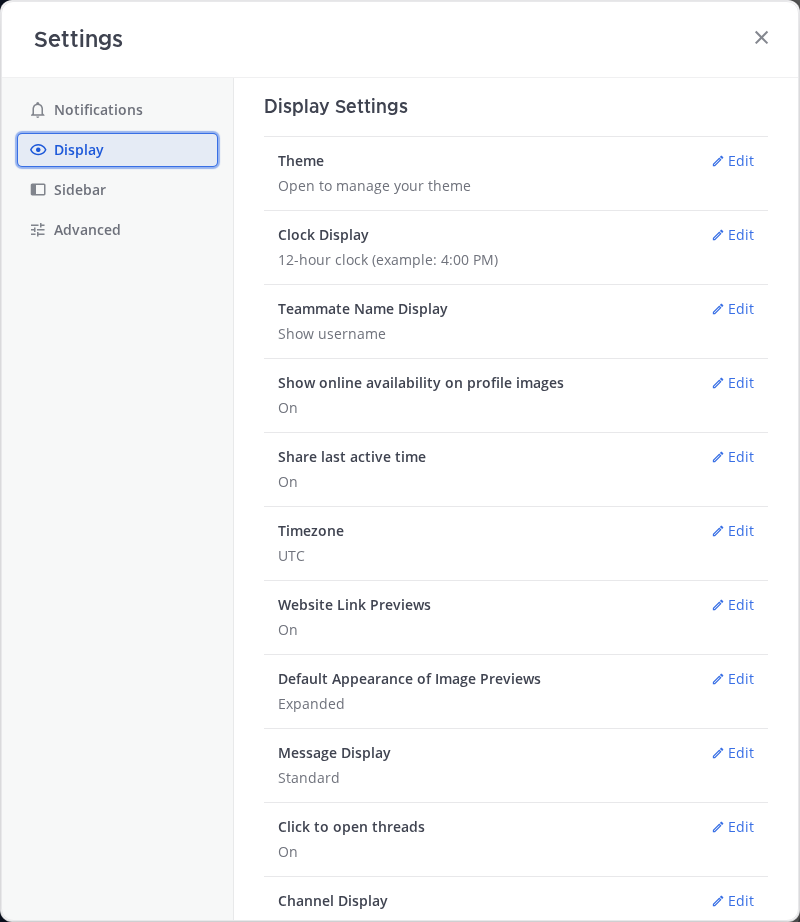 Settings
Notifications
Display
Sidebar
Advanced
Display Settings
Theme
Edit
Open to manage your theme
Clock Display
Edit
12-hour clock (example: 4:00 PM)
Teammate Name Display
Edit
Show username
Show online availability on profile images
Edit
On
Share last active time
Edit
On
Timezone
Edit
UTC
Website Link Previews
Edit
On
Default Appearance of Image Previews
Edit
Expanded
Message Display
Edit
Standard
Click to open threads
Edit
On
Channel Display
Edit